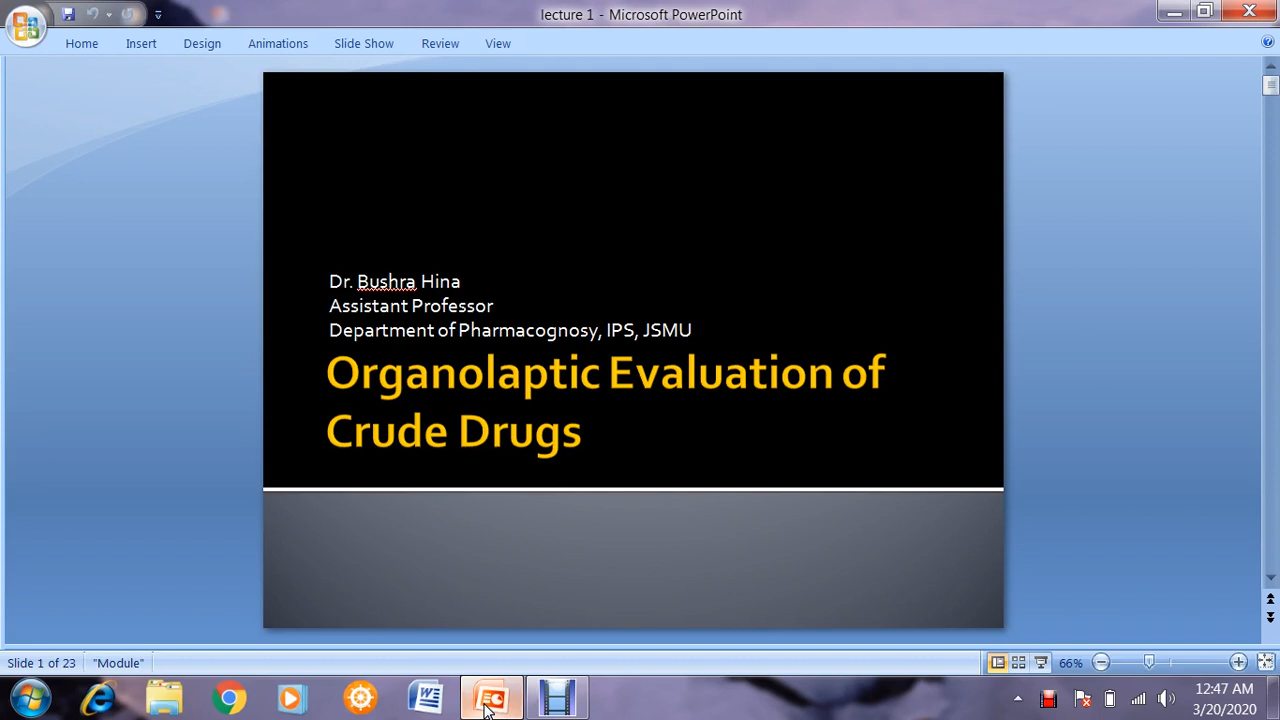 lecture 1 - Microsoft PowerPoint
Home Insert Design Animations Slide Show Review View
Dr. Bushra Hina
Assistant Professor
Department of Pharmacognosy, IPS, JSMU
Organolaptic Evaluation of
Crude Drugs
Slide 1 of 23 "Module" 66%
12:47 AM
3/20/2020